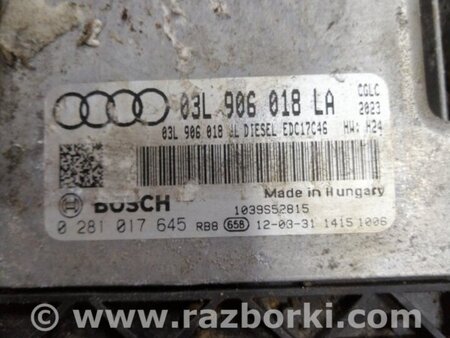 03L 906 018 LA
CGLC
2023
03L 906 018 DIESEL EDC17C46 HW: H24
Made in Hungary
BOSCH
1039S52815
0 281 017 645 RB8 658 12-03-31 1415 1006
© www.razborki.com